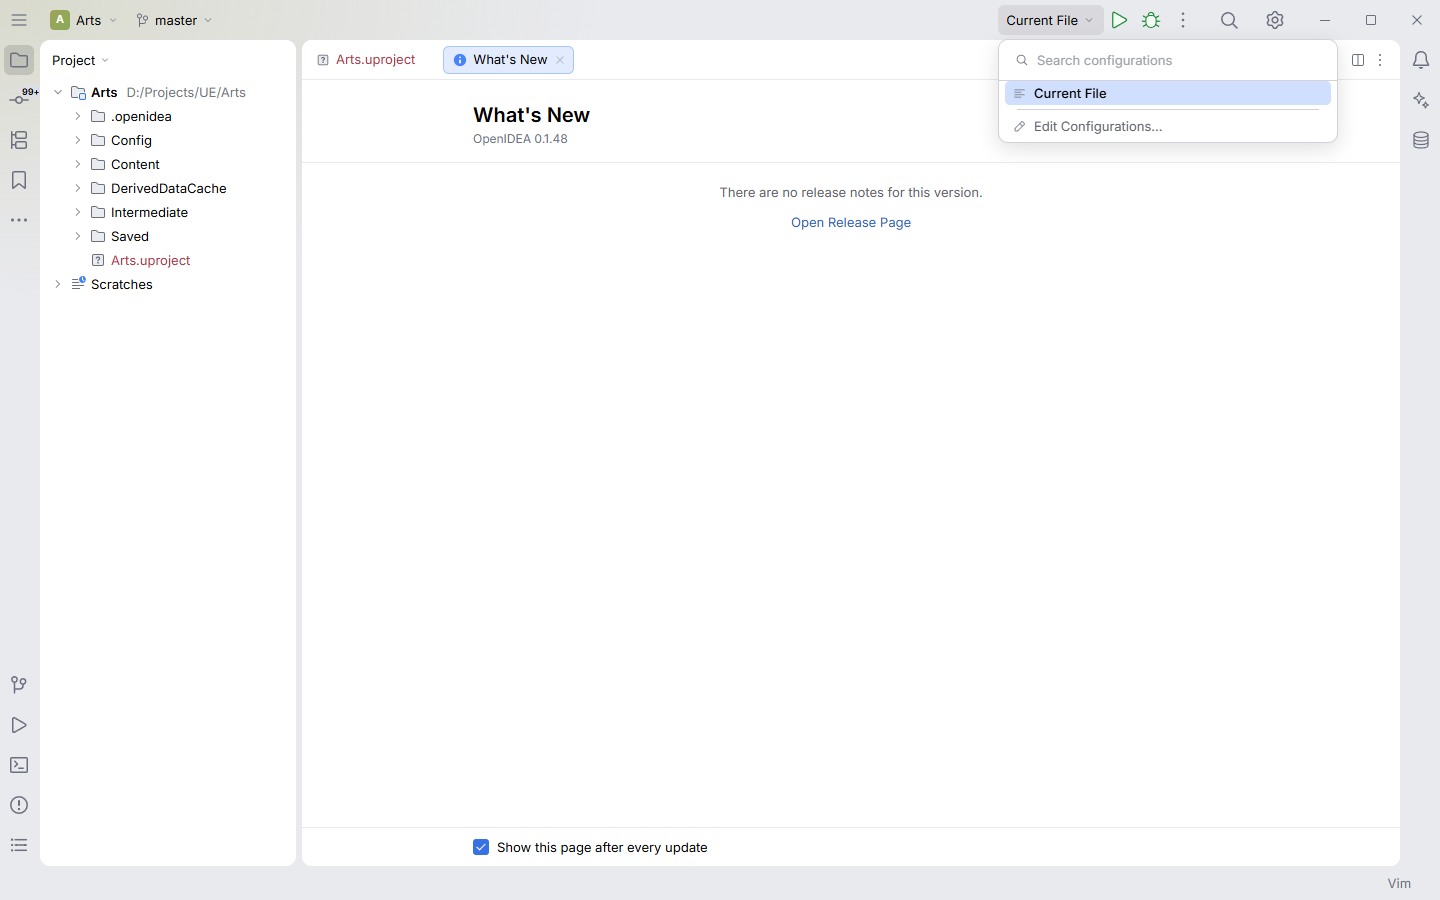 A Arts master Current File
Project
Arts.uproject What's New
Search configurations
99+
Arts D:/Projects/UE/Arts
Current File
.openidea
What's New
Edit Configurations...
Config
OpenIDEA 0.1.48
Content
DerivedDataCache
There are no release notes for this version.
Intermediate
Open Release Page
Saved
Arts.uproject
Scratches
Show this page after every update
Vim